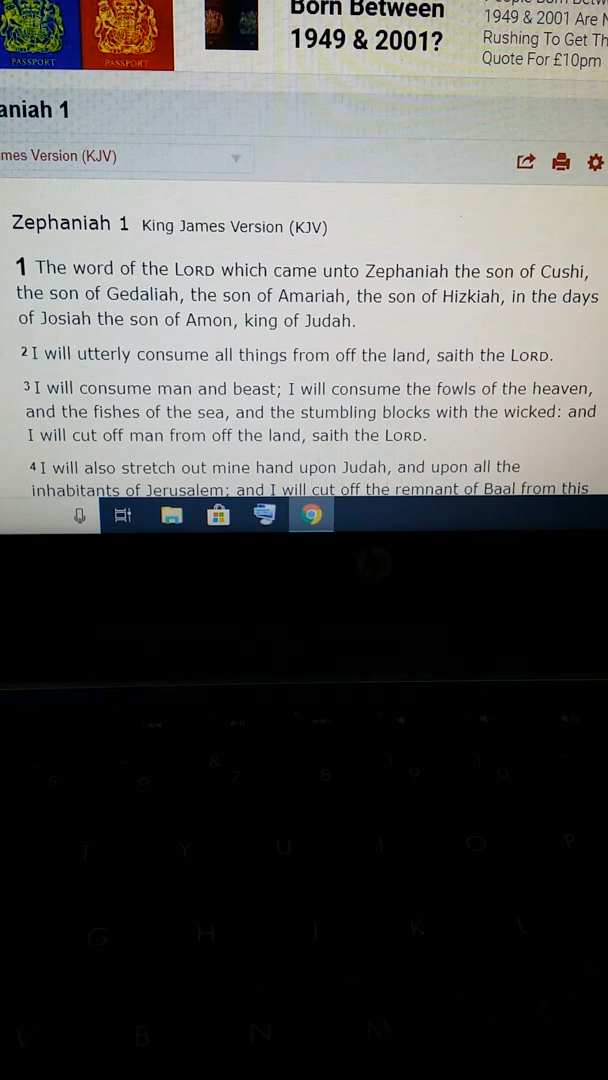 Born Between
1949 & 2001 Are
1949 & 2001?
Rushing To Get
Quote For £10pm
PASSPORT PASSPORT
aniah 1
mes Version (KJV)
Zephaniah 1 King James Version (KJV)
1 The word of the LORD which came unto Zephaniah the son of Cushi,
the son of Gedaliah, the son of Amariah, the son of Hizkiah, in the days
of Josiah the son of Amon, king of Judah.
2 I will utterly consume all things from off the land, saith the LORD.
3 I will consume man and beast; I will consume the fowls of the heaven,
and the fishes of the sea, and the stumbling blocks with the wicked: and
I will cut off man from off the land, saith the LORD.
4 I will also stretch out mine hand upon Judah, and upon all the
inhabitants of Jerusalem; and I will cut off the remnant of Baal from this
hp
5 6 & 7 8 9 0
T Y U I O P
G H J K L
V B N M